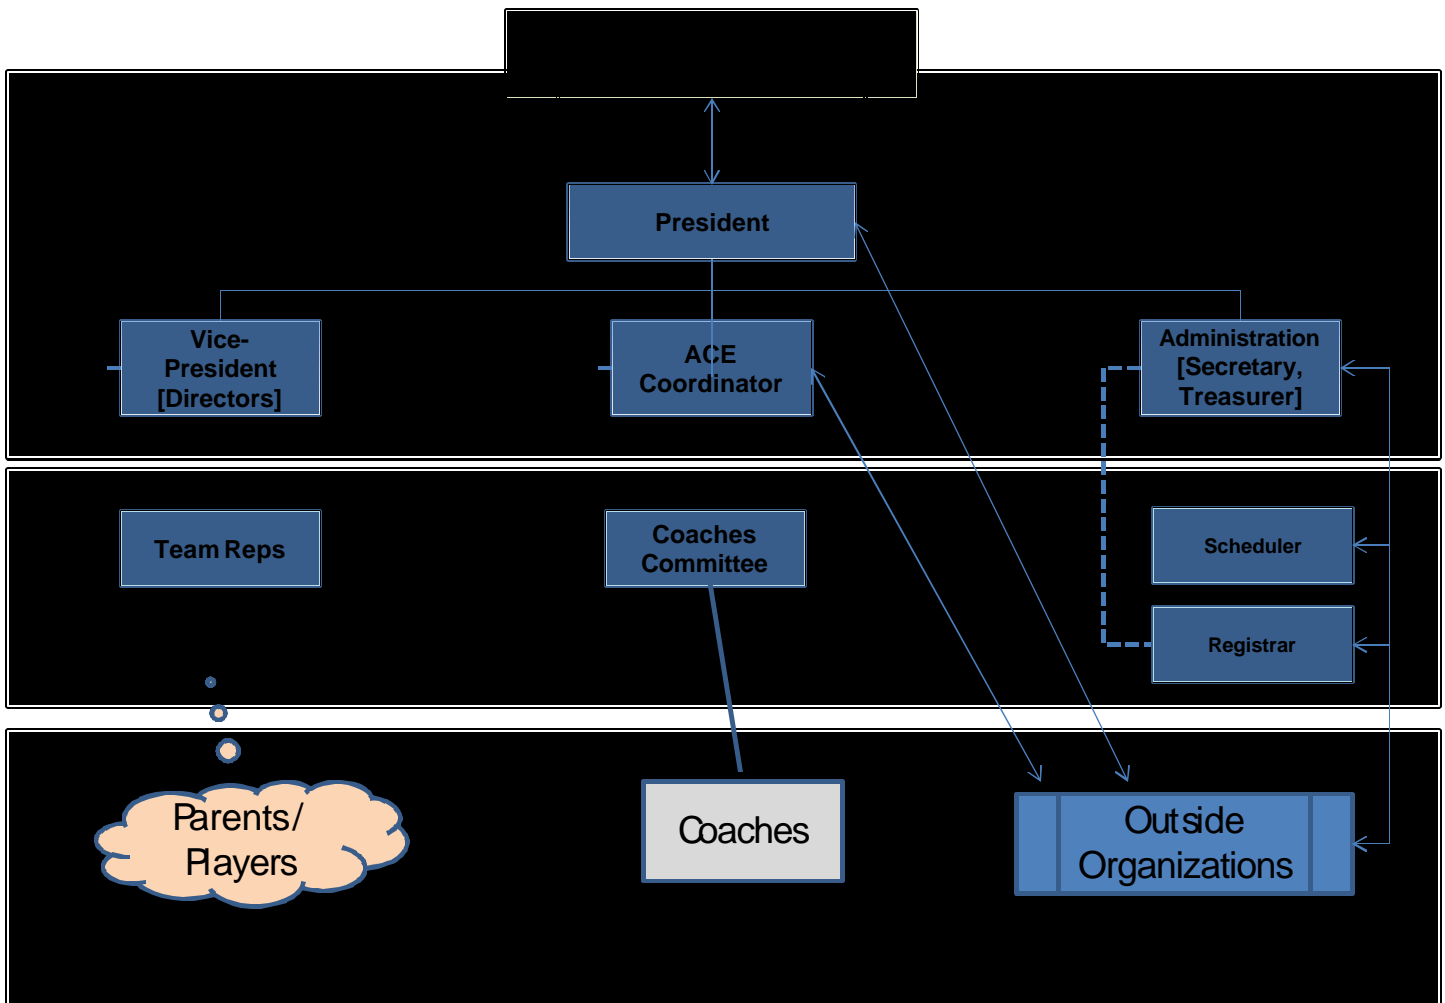 President
Vice-
President
[Directors]
ACE
Coordinator
Administration
[Secretary,
Treasurer]
Team Reps
Coaches
Committee
Scheduler
Registrar
Parents/
Players
Coaches
Outside
Organizations